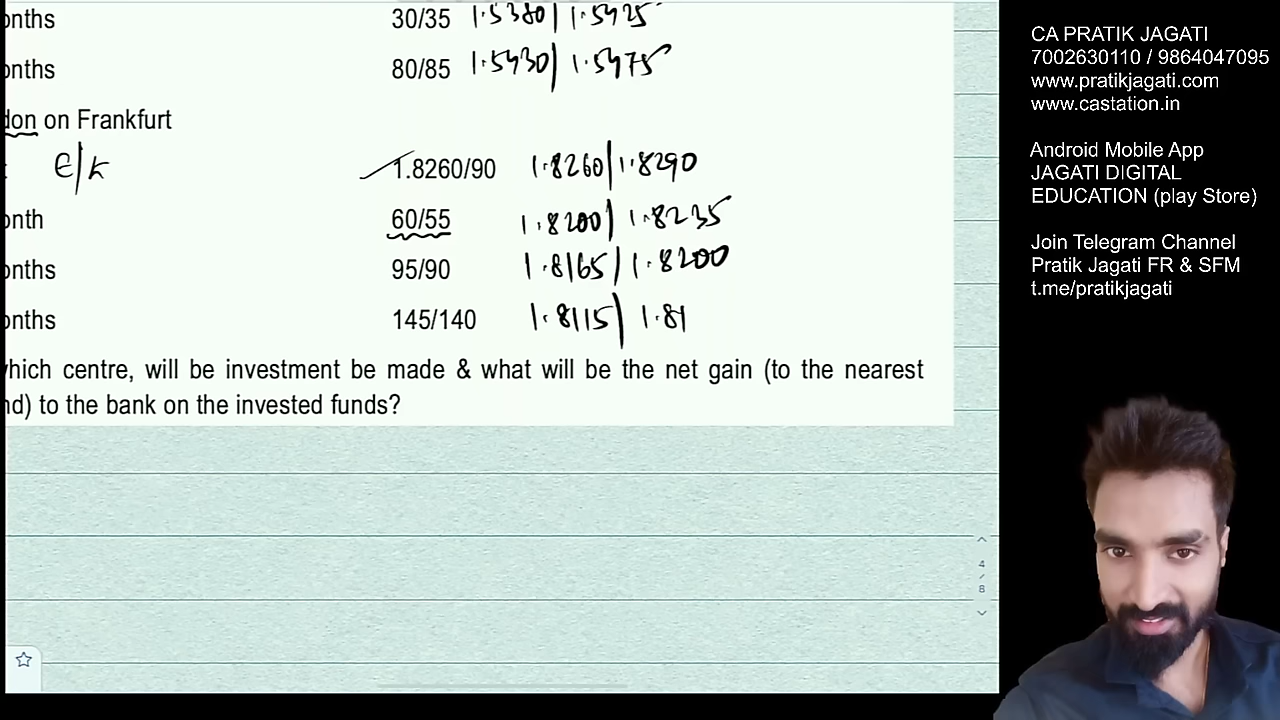 onths 30/35 1.5380 | 1.5425
onths 80/85 1.5430 | 1.5475
don on Frankfurt
€/£ 1.8260/90 1.8260 | 1.8290
onth 60/55 1.8200 | 1.8235
onths 95/90 1.8165 | 1.8200
onths 145/140 1.8115 | 1.81
which centre, will be investment be made & what will be the net gain (to the nearest
nd) to the bank on the invested funds?
4
/
8
CA PRATIK JAGATI
7002630110 / 9864047095
www.pratikjagati.com
www.castation.in
Android Mobile App
JAGATI DIGITAL
EDUCATION (play Store)
Join Telegram Channel
Pratik Jagati FR & SFM
t.me/pratikjagati